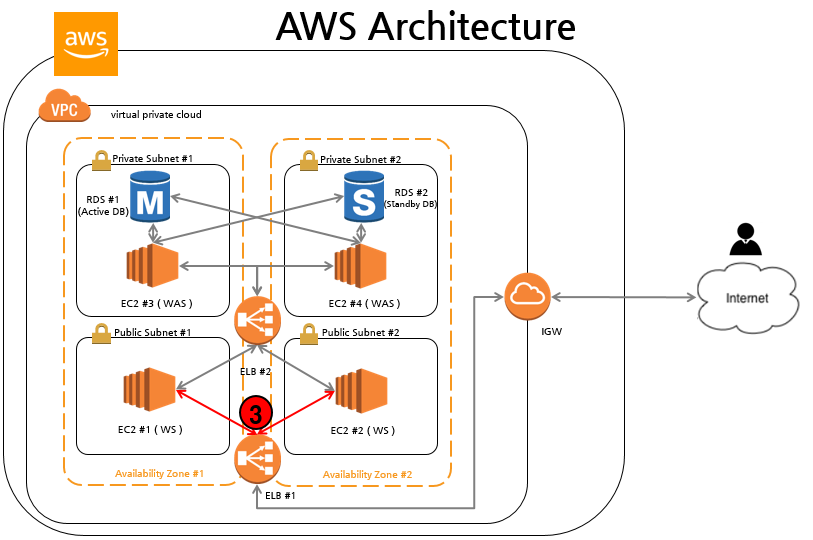 AWS Architecture
aws
VPC
virtual private cloud
Private Subnet #1
Private Subnet #2
RDS #1
(Active DB)
M
S
RDS #2
(Standby DB)
EC2 #3 ( WAS)
EC2 #4 ( WAS)
Internet
IGW
Public Subnet #1
Public Subnet #2
ELB #2
3
EC2 #1 ( WS )
EC2 #2 ( WS )
Availability Zone #1
Availability Zone #2
ELB #1